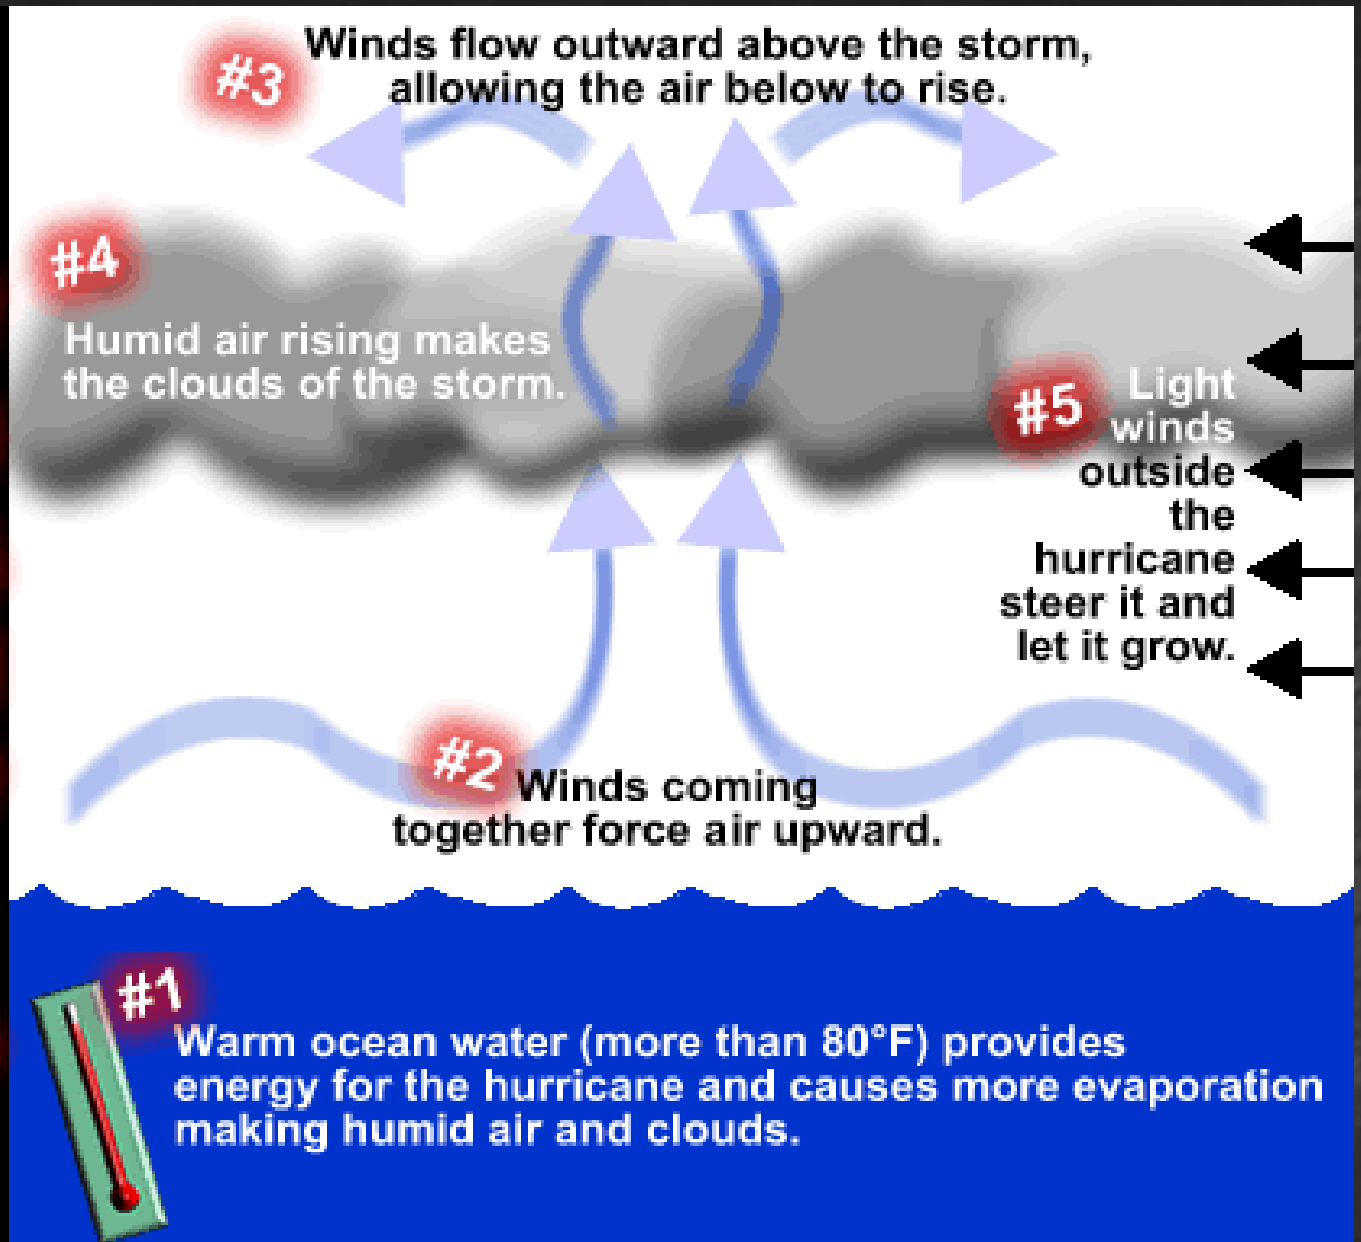 #3
Winds flow outward above the storm,
allowing the air below to rise.
#4
Humid air rising makes
the clouds of the storm.
#5
Light
winds
outside
the
hurricane
steer it and
let it grow.
#2
Winds coming
together force air upward.
#1
Warm ocean water (more than 80°F) provides
energy for the hurricane and causes more evaporation
making humid air and clouds.